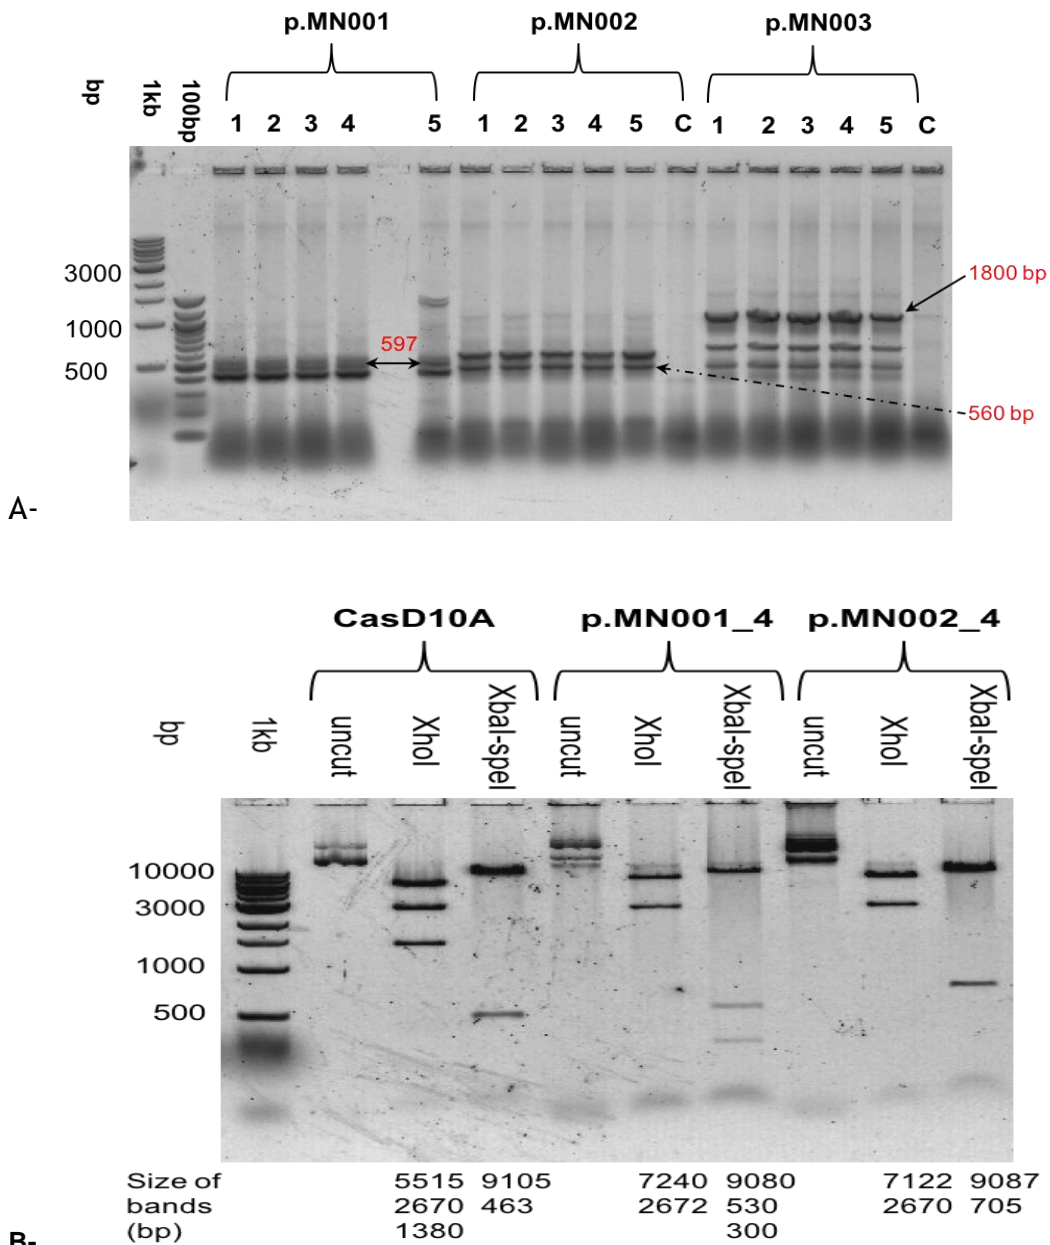 p.MN001 p.MN002 p.MN003
bp 1kb 100bp 1 2 3 4 5 1 2 3 4 5 C 1 2 3 4 5 C
3000
1800 bp
1000
597
500
560 bp
A-
CasD10A p.MN001_4 p.MN002_4
bp 1kb uncut XhoI XbaI-speI uncut XhoI XbaI-speI uncut XhoI XbaI-speI
10000
3000
1000
500
Size of 5515 9105 7240 9080 7122 9087
bands 2670 463 2672 530 2670 705
(bp) 1380 300
B-